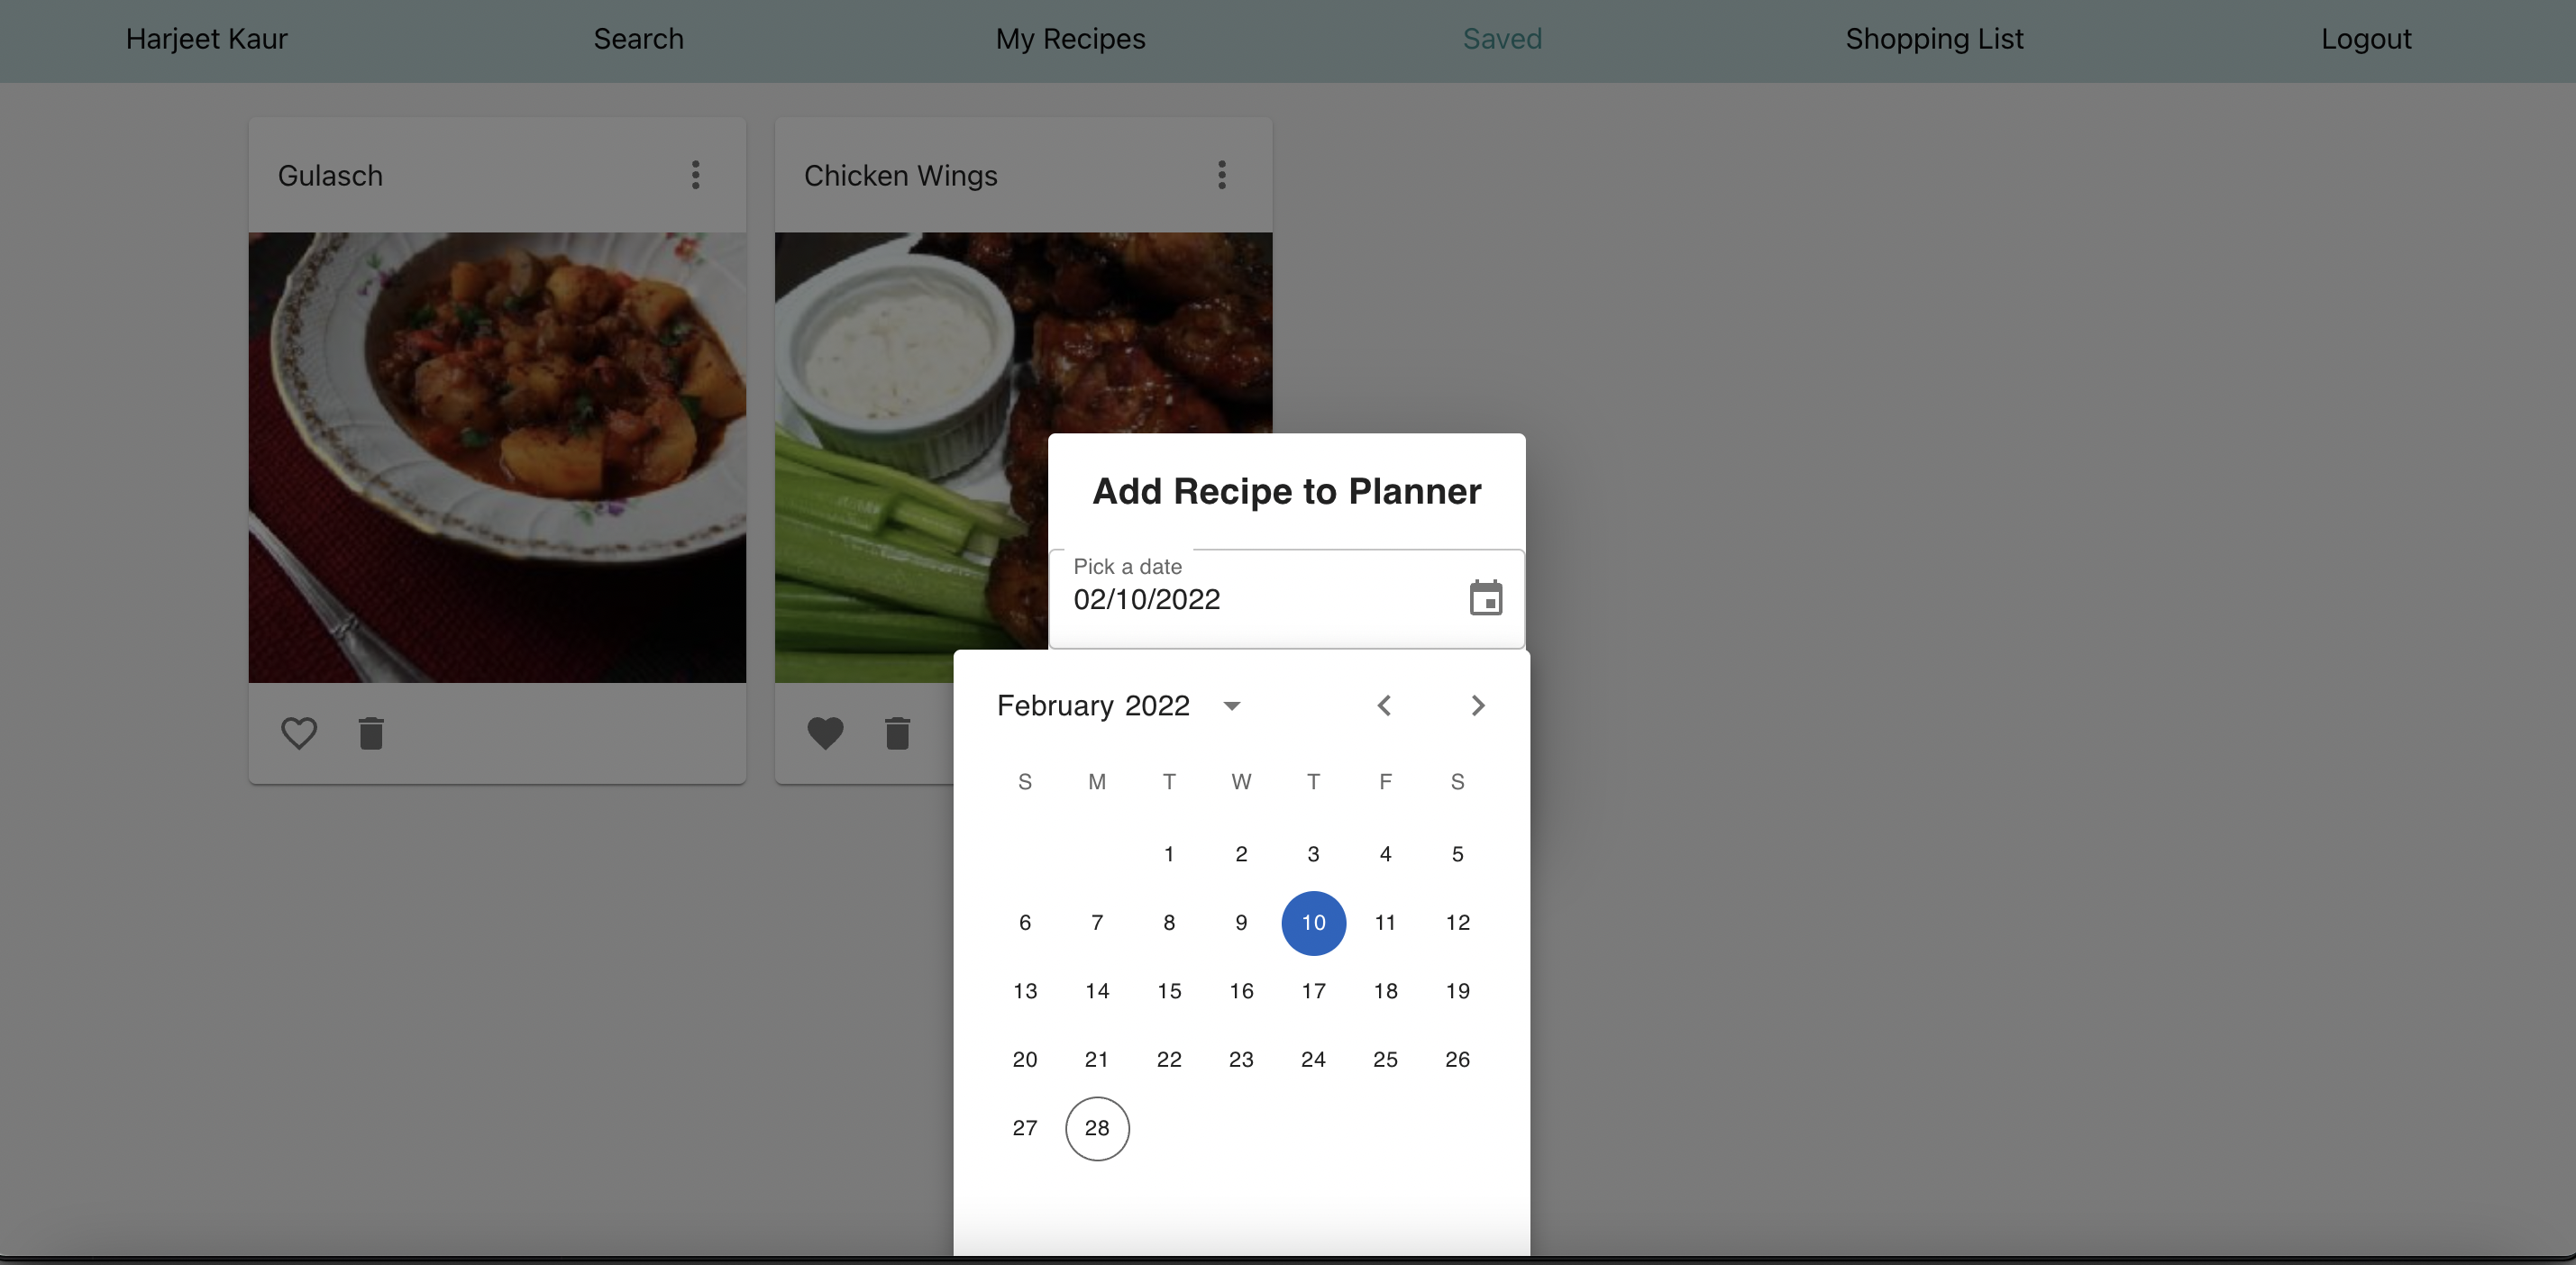 Harjeet Kaur Search My Recipes Saved Shopping List Logout
Gulasch
Chicken Wings
Add Recipe to Planner
Pick a date
02/10/2022
February 2022
S M T W T F S
1 2 3 4 5
6 7 8 9 10 11 12
13 14 15 16 17 18 19
20 21 22 23 24 25 26
27 28